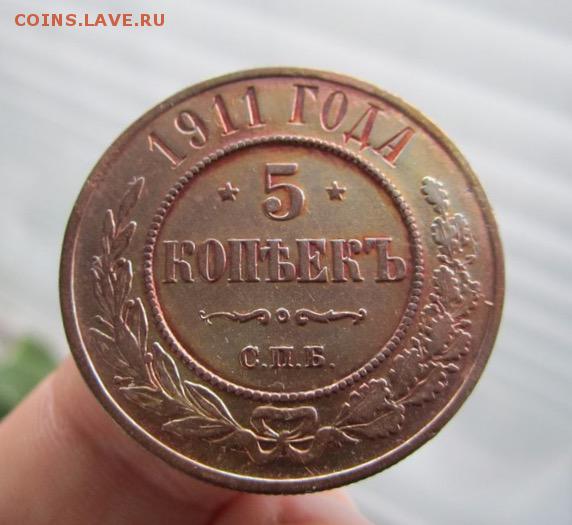 COINS.LAVE.RU
1911 ГОДА
5
КОПѢЕКЪ
С.П.Б.